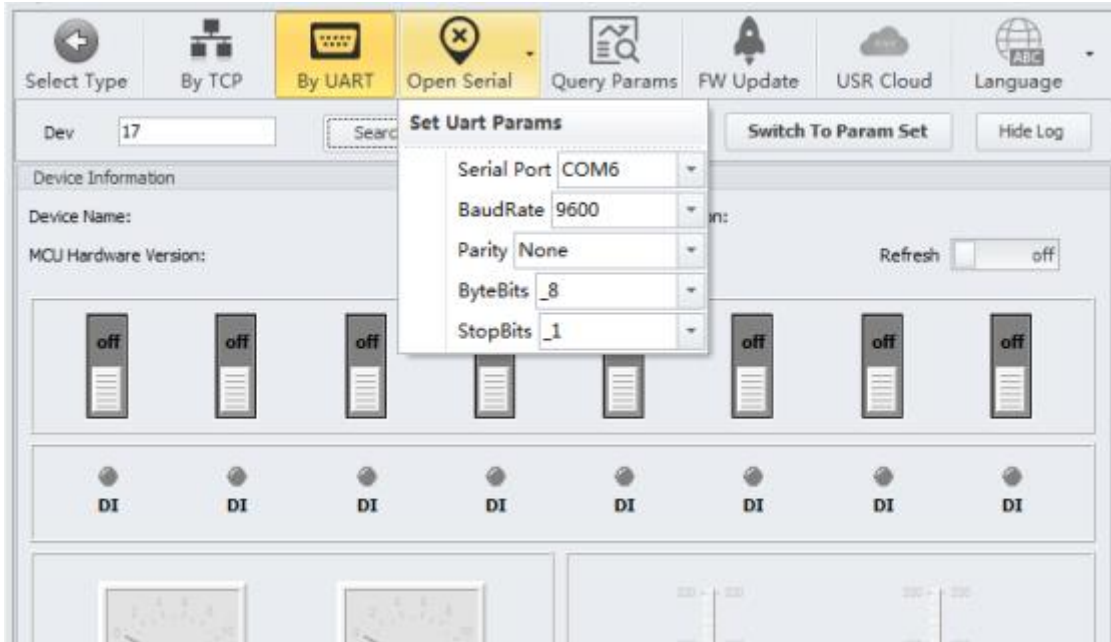 Select Type By TCP By UART Open Serial Query Params FW Update USR Cloud ABC Language
Dev 17 Searc Switch To Param Set Hide Log
Set Uart Params
Serial Port COM6
BaudRate 9600
Parity None
ByteBits _8
StopBits _1
Device Information
Device Name: on:
MCU Hardware Version: Refresh off
off off off off off off
DI DI DI DI DI DI DI DI